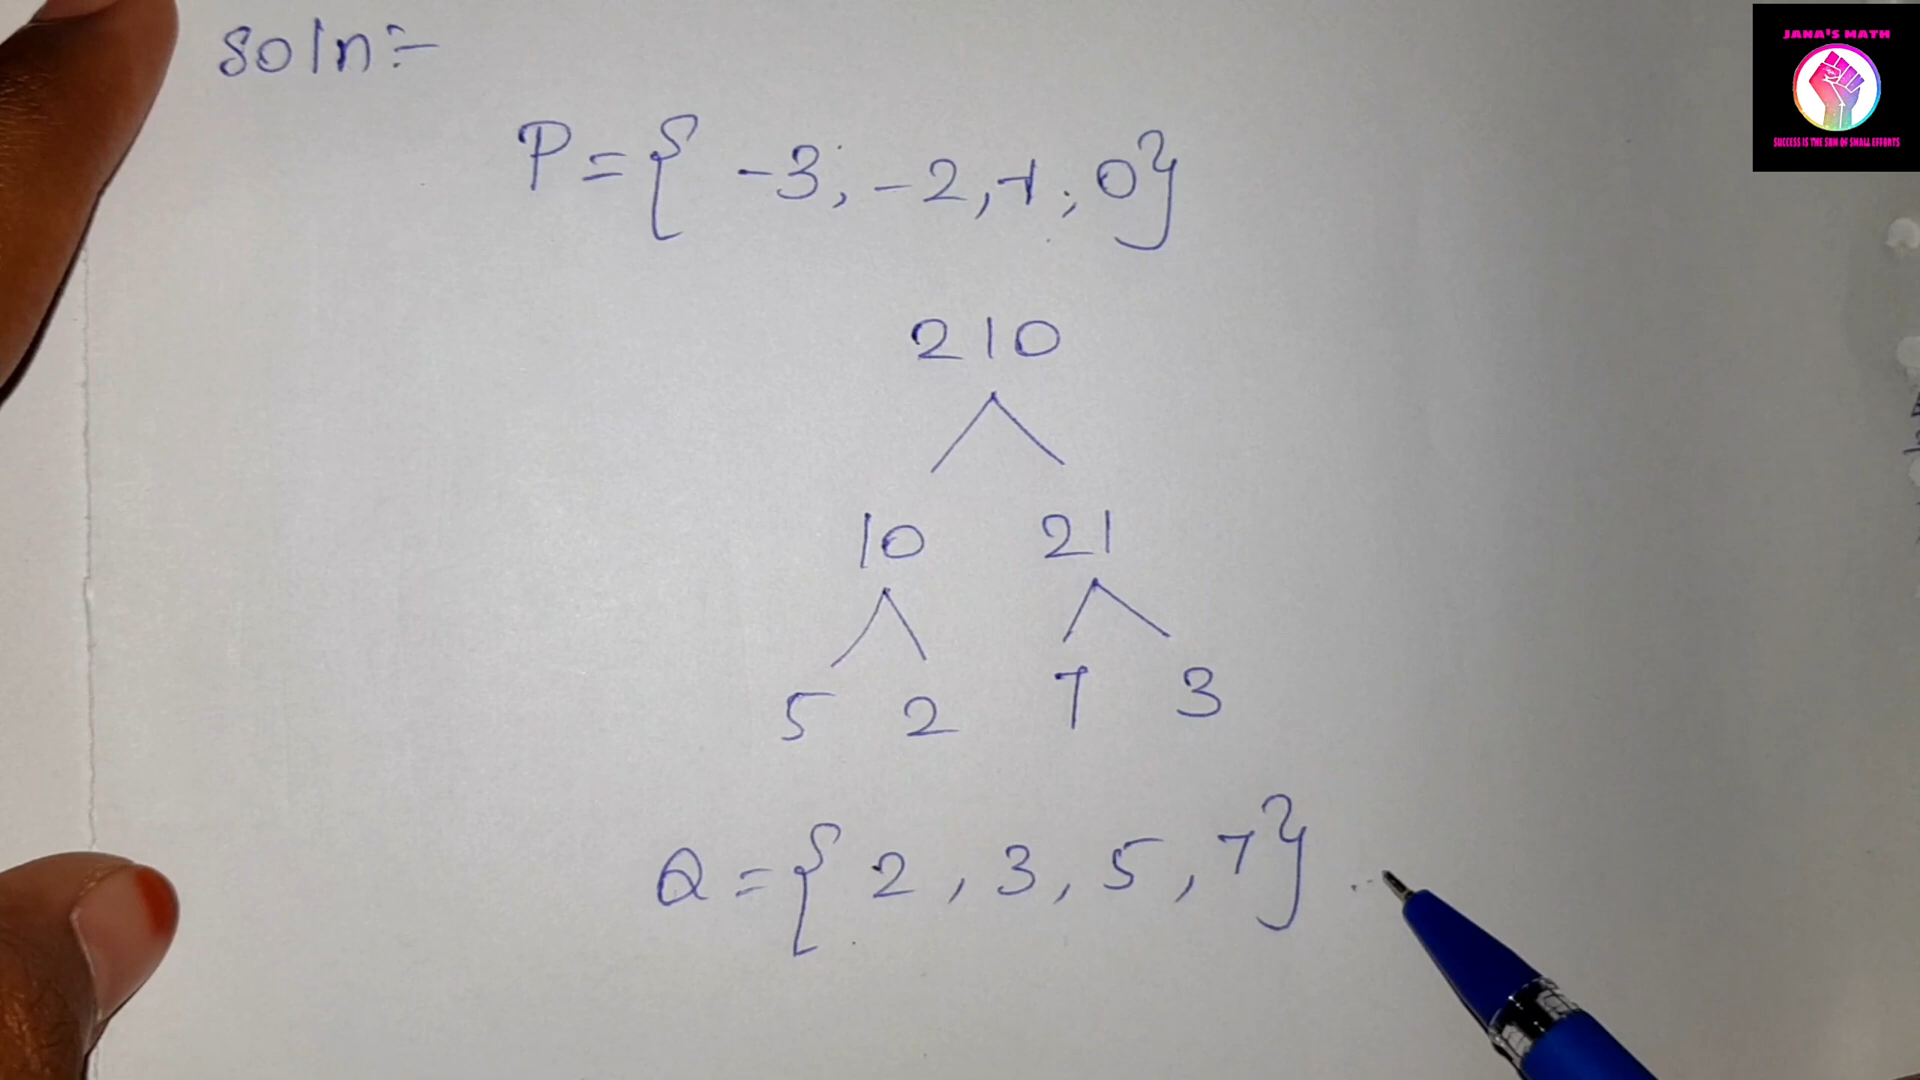 Soln:-
P = { -3, -2, -1, 0}
210
10 21
5 2 7 3
Q = { 2, 3, 5, 7}
JANA'S MATH
SUCCESS IS THE SUM OF SMALL EFFORTS